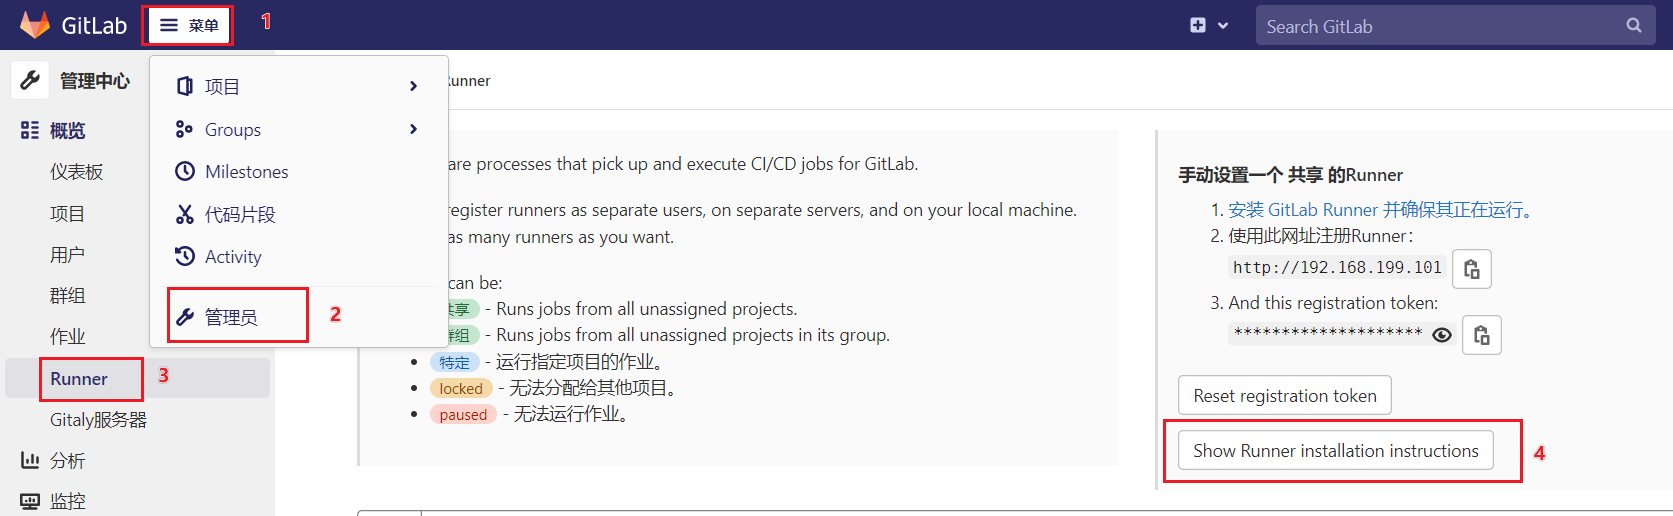 GitLab
菜单
1
Search GitLab
管理中心
概览
仪表板
项目
用户
群组
作业
Runner
3
Gitaly服务器
分析
监控
项目
Groups
Milestones
代码片段
Activity
管理员
2
Runner
are processes that pick up and execute CI/CD jobs for GitLab.
register runners as separate users, on separate servers, and on your local machine.
as many runners as you want.
can be:
共享 - Runs jobs from all unassigned projects.
群组 - Runs jobs from all unassigned projects in its group.
特定 - 运行指定项目的作业。
locked - 无法分配给其他项目。
paused - 无法运行作业。
手动设置一个 共享 的Runner
1. 安装 GitLab Runner 并确保其正在运行。
2. 使用此网址注册Runner：
http://192.168.199.101
3. And this registration token:
********************
Reset registration token
Show Runner installation instructions
4